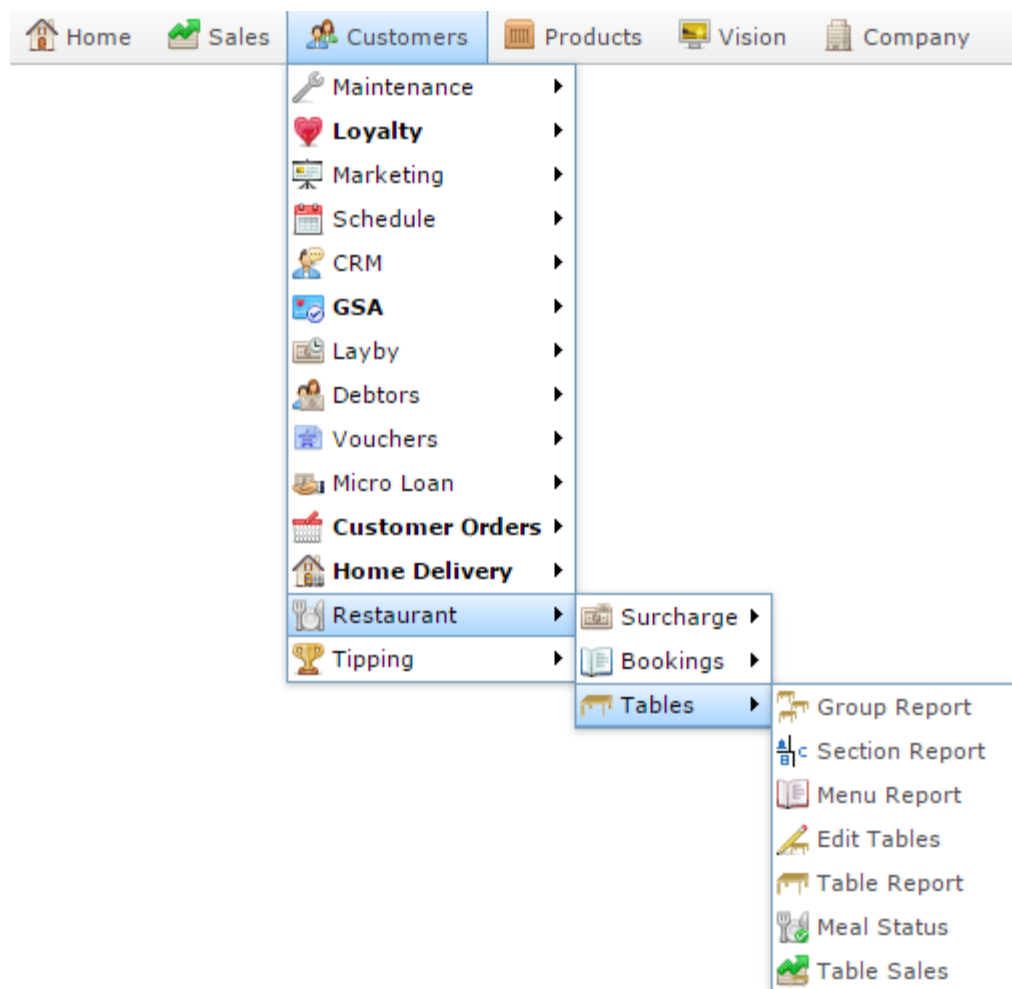 Home Sales Customers Products Vision Company
Maintenance
Loyalty
Marketing
Schedule
CRM
GSA
Layby
Debtors
Vouchers
Micro Loan
Customer Orders
Home Delivery
Restaurant
Tipping
Surcharge
Bookings
Tables
Group Report
Section Report
Menu Report
Edit Tables
Table Report
Meal Status
Table Sales